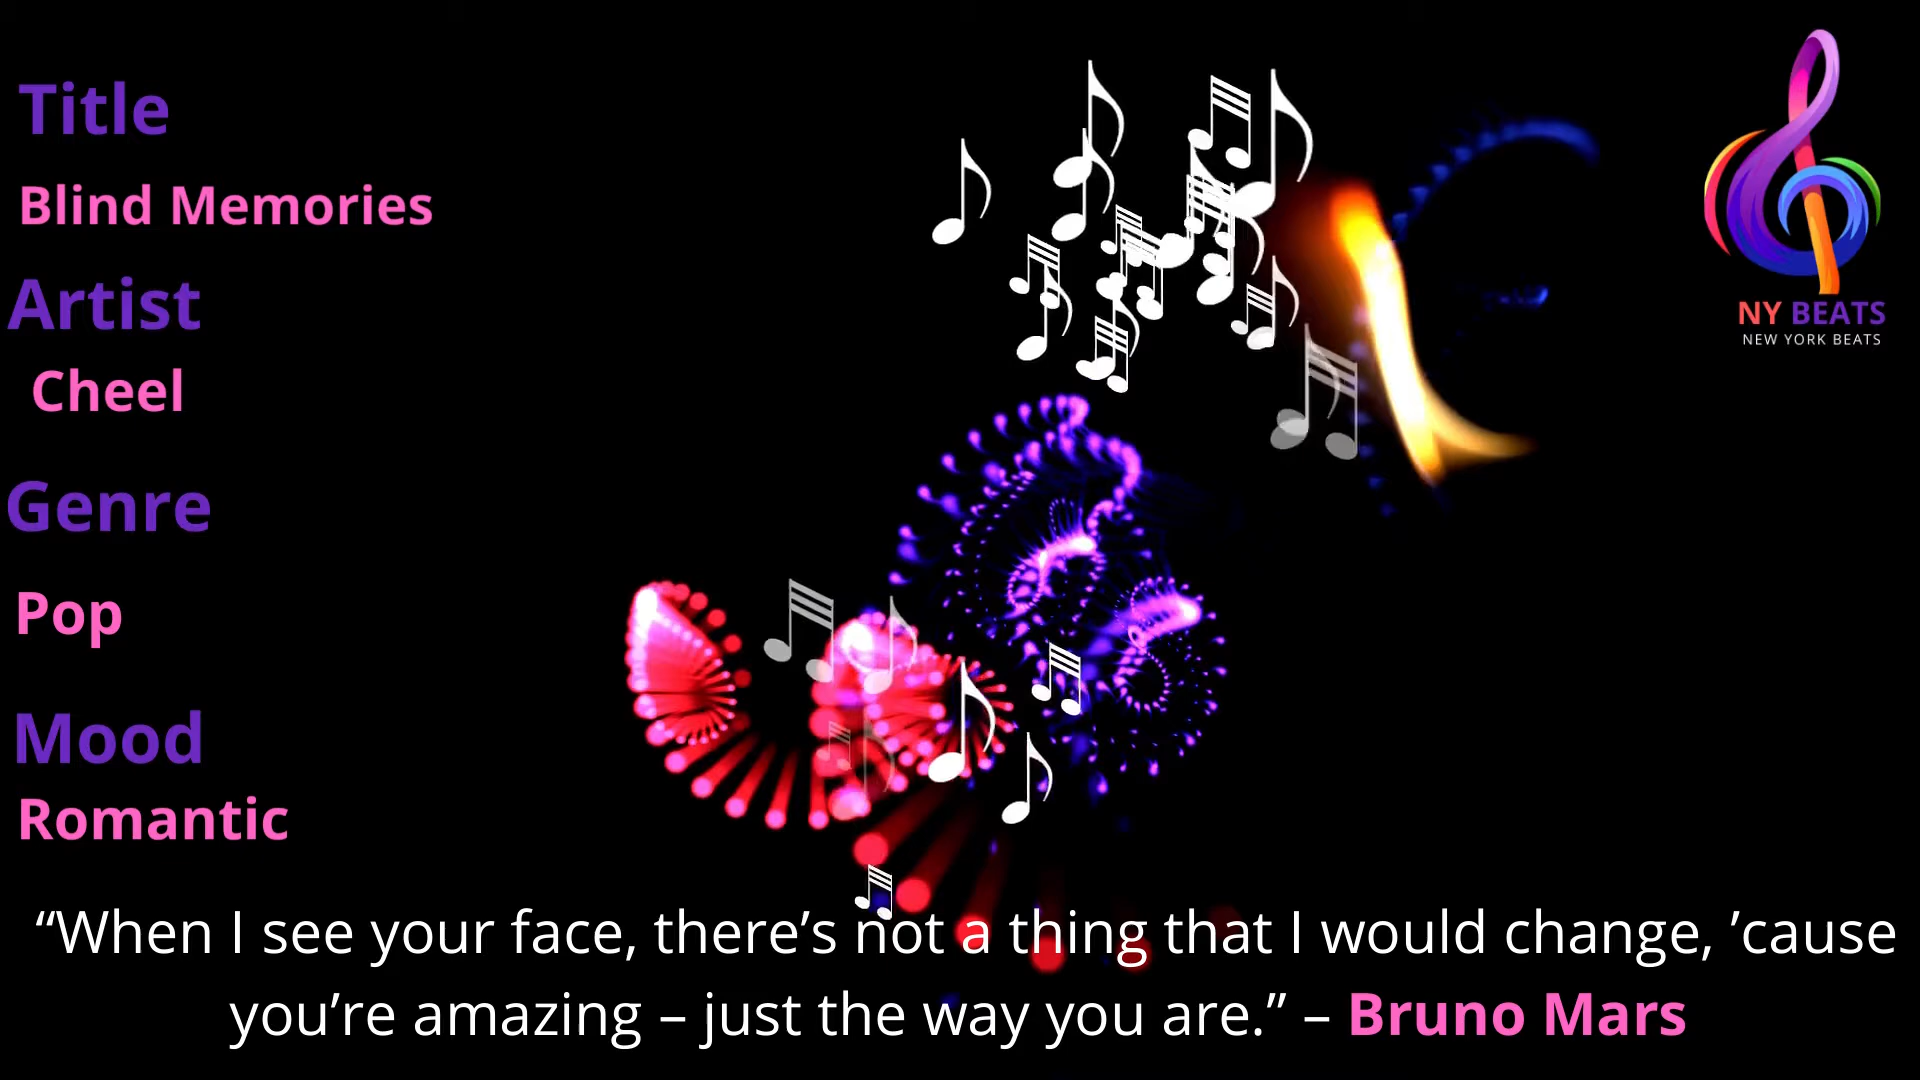 Title
Blind Memories
Artist
Cheel
Genre
Pop
Mood
Romantic
NY BEATS
NEW YORK BEATS
“When I see your face, there’s not a thing that I would change, ’cause
you’re amazing – just the way you are.” – Bruno Mars